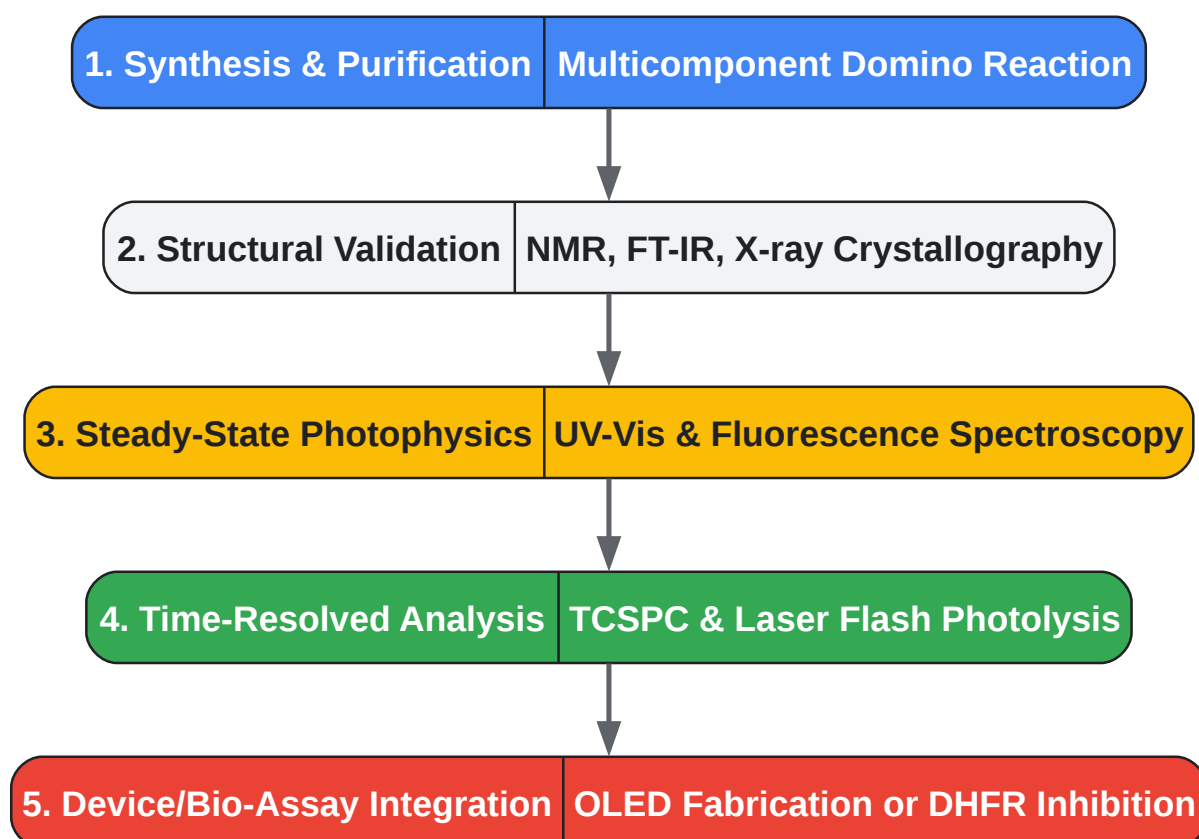 1. Synthesis & Purification Multicomponent Domino Reaction
2. Structural Validation NMR, FT-IR, X-ray Crystallography
3. Steady-State Photophysics UV-Vis & Fluorescence Spectroscopy
4. Time-Resolved Analysis TCSPC & Laser Flash Photolysis
5. Device/Bio-Assay Integration OLED Fabrication or DHFR Inhibition